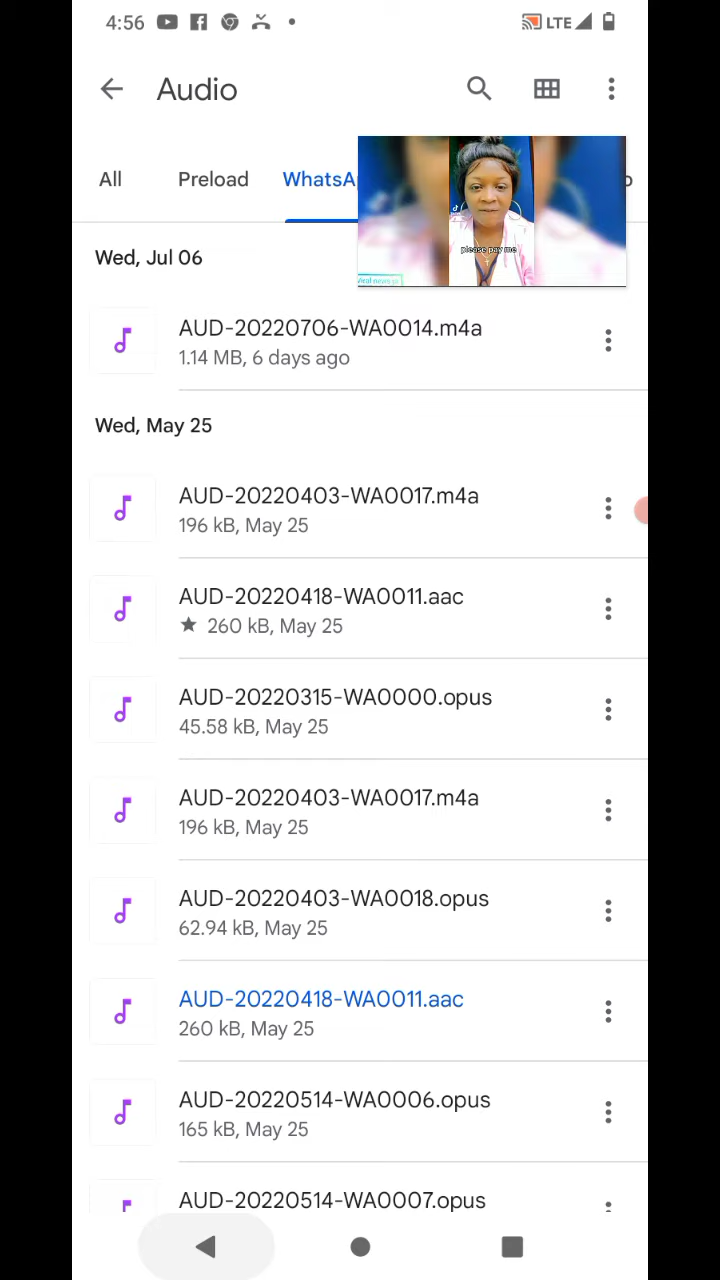 4:56
LTE
Audio
All
Preload
WhatsAp
please pay me
Wed, Jul 06
AUD-20220706-WA0014.m4a
1.14 MB, 6 days ago
Wed, May 25
AUD-20220403-WA0017.m4a
196 kB, May 25
AUD-20220418-WA0011.aac
260 kB, May 25
AUD-20220315-WA0000.opus
45.58 kB, May 25
AUD-20220403-WA0017.m4a
196 kB, May 25
AUD-20220403-WA0018.opus
62.94 kB, May 25
AUD-20220418-WA0011.aac
260 kB, May 25
AUD-20220514-WA0006.opus
165 kB, May 25
AUD-20220514-WA0007.opus